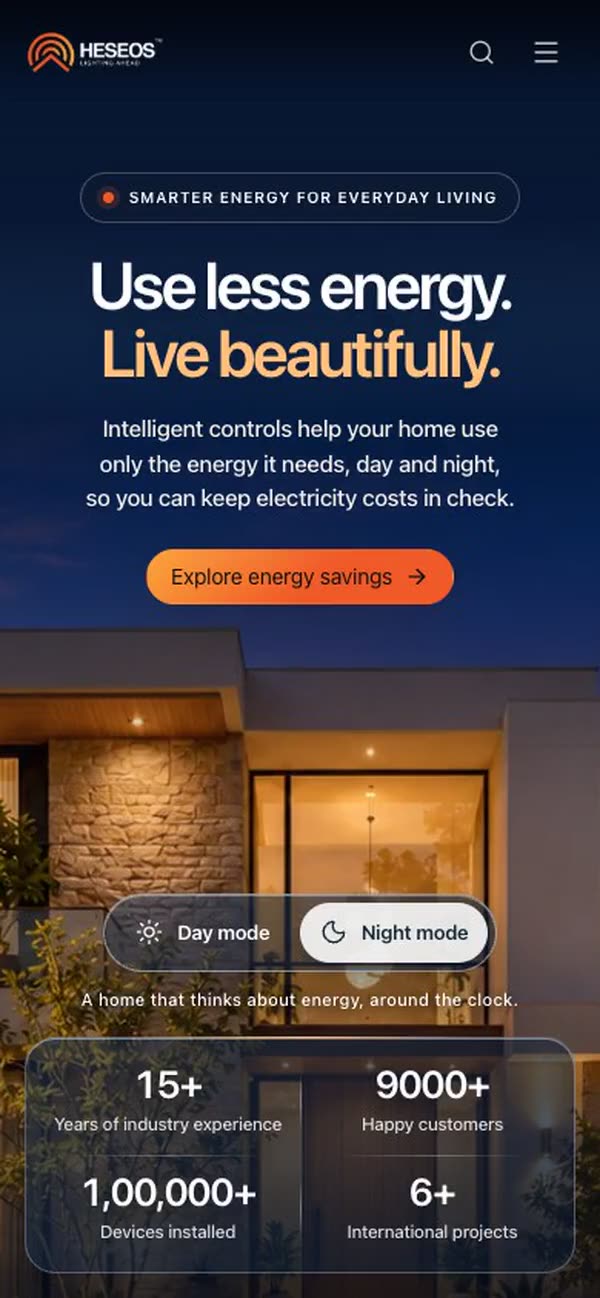 HESEOS™
LIGHTING AHEAD
SMARTER ENERGY FOR EVERYDAY LIVING
Use less energy.
Live beautifully.
Intelligent controls help your home use
only the energy it needs, day and night,
so you can keep electricity costs in check.
Explore energy savings →
Day mode
Night mode
A home that thinks about energy, around the clock.
15+
Years of industry experience
9000+
Happy customers
1,00,000+
Devices installed
6+
International projects